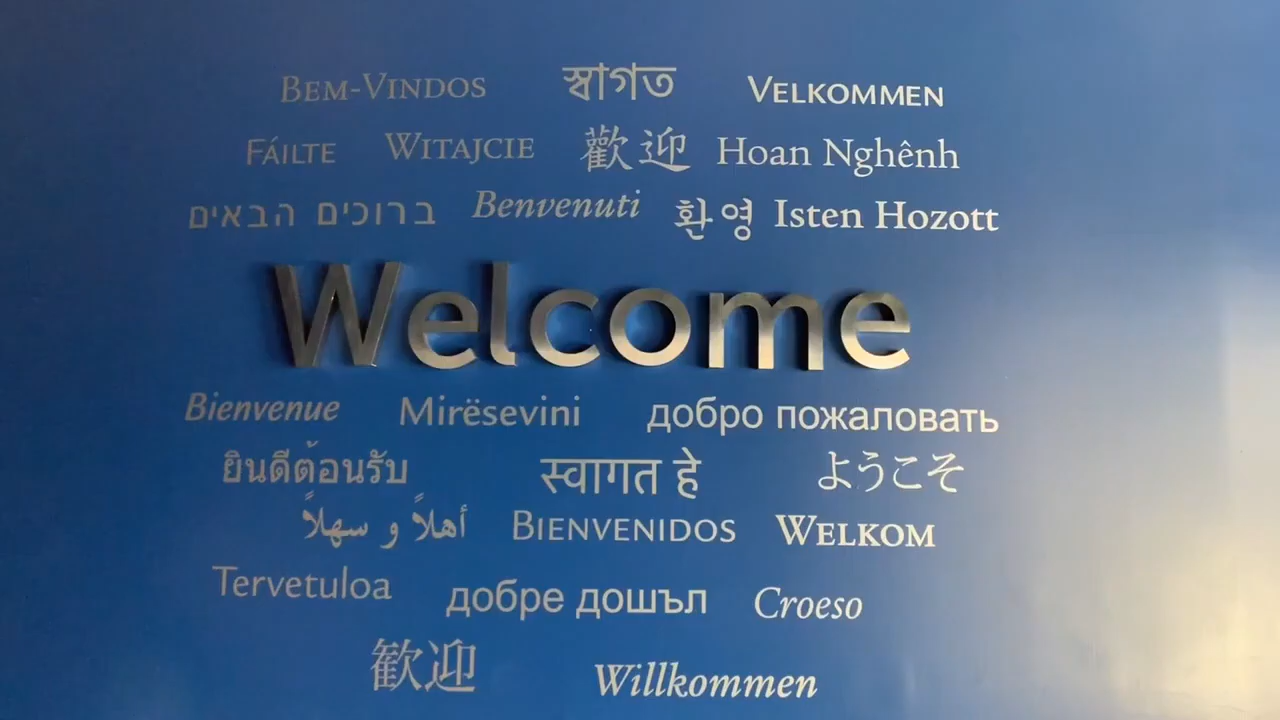 BEM-VINDOS স্বাগত VELKOMMEN
FÁILTE WITAJCIE 歡迎 Hoan Nghênh
ברוכים הבאים Benvenuti 환영 Isten Hozott
Welcome
Bienvenue Mirësevini добро пожаловать
ยินดีต้อนรับ स्वागत हे ようこそ
أهلاً و سهلاً BIENVENIDOS WELKOM
Tervetuloa добре дошъл Croeso
歓迎 Willkommen